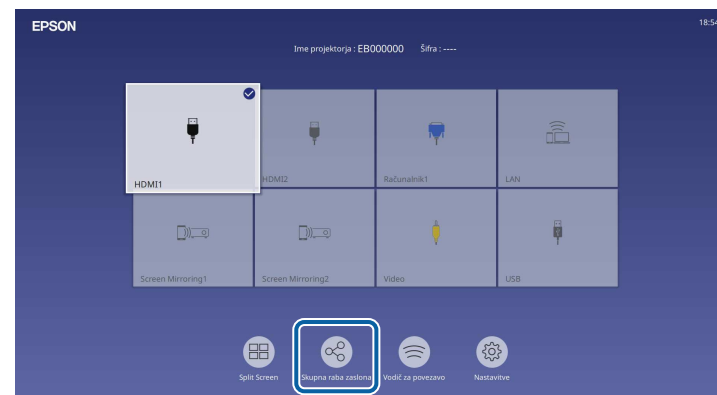 EPSON
18:54
Ime projektorja : EB000000 Šifra : ----
HDMI1
HDMI2
Računalnik1
LAN
Screen Mirroring1
Screen Mirroring2
Video
USB
Split Screen
Skupna raba zaslona
Vodič za povezavo
Nastavitve